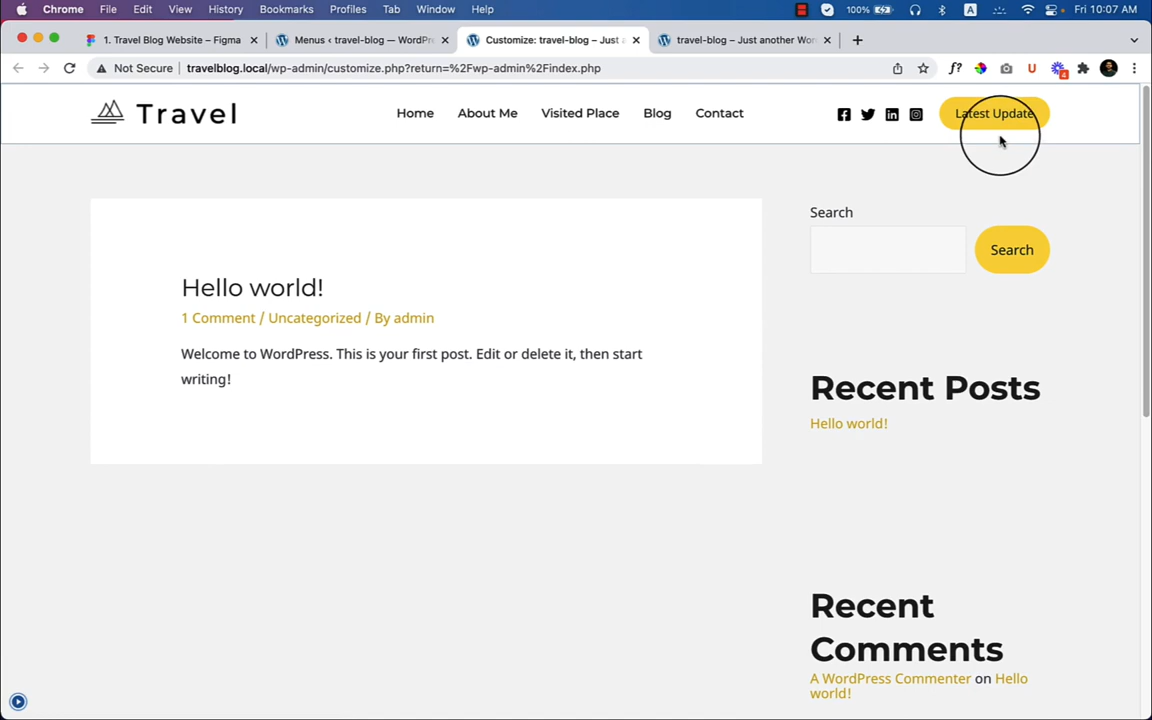 Chrome File Edit View History Bookmarks Profiles Tab Window Help 100% A Fri 10:07 AM
1. Travel Blog Website – Figma
Menus ‹ travel-blog — WordPr
Customize: travel-blog – Just a
travel-blog – Just another Wor
Not Secure travelblog.local/wp-admin/customize.php?return=%2Fwp-admin%2Findex.php
f? U 4
Travel
Home About Me Visited Place Blog Contact
Latest Update
Search
Search
Hello world!
1 Comment / Uncategorized / By admin
Welcome to WordPress. This is your first post. Edit or delete it, then start
writing!
Recent Posts
Hello world!
Recent
Comments
A WordPress Commenter on Hello
world!